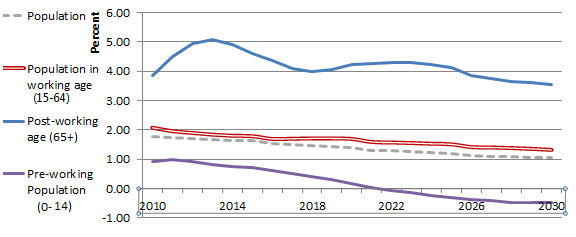 Population
Population in
working age
(15-64)
Post-working
age (65+)
Pre-working
Population
(0- 14)
Percent
6.00
5.00
4.00
3.00
2.00
1.00
0.00
-1.00
2010
2014
2018
2022
2026
2030